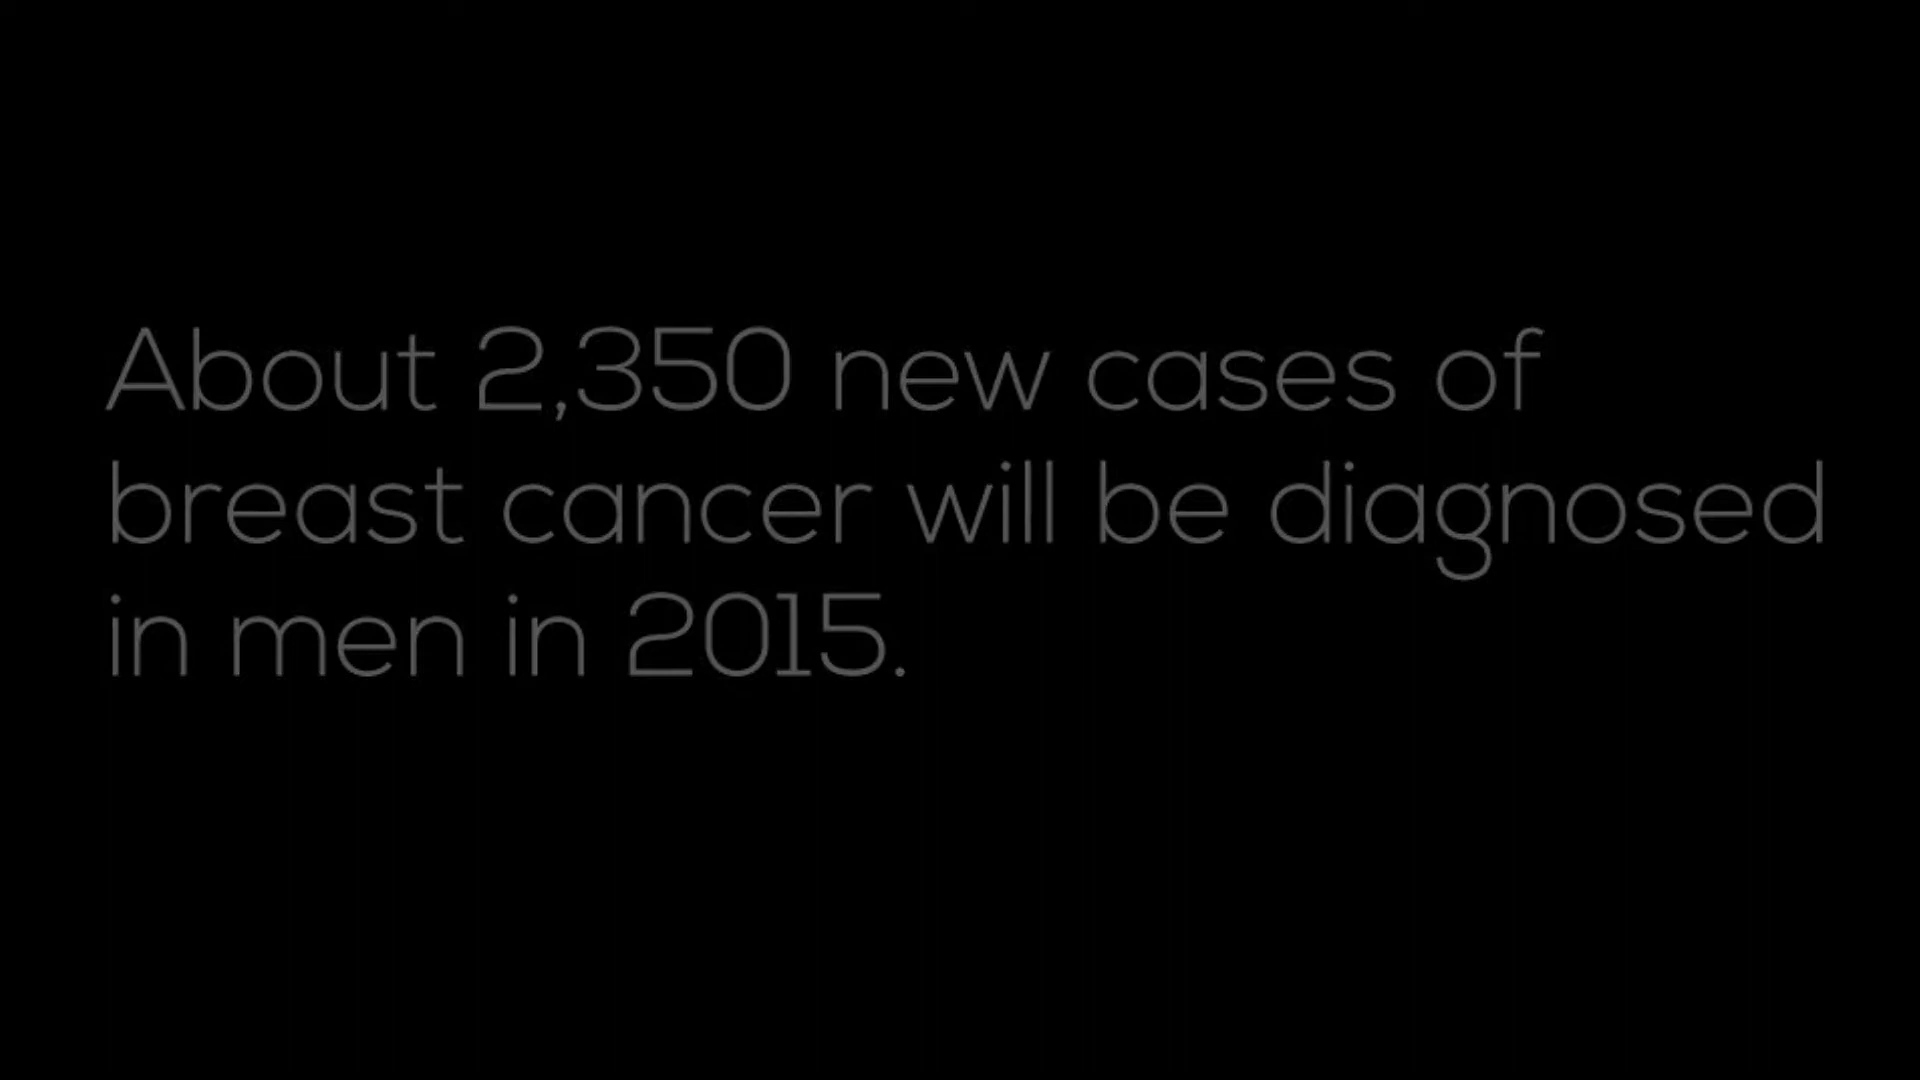 About 2,350 new cases of
breast cancer will be diagnosed
in men in 2015.